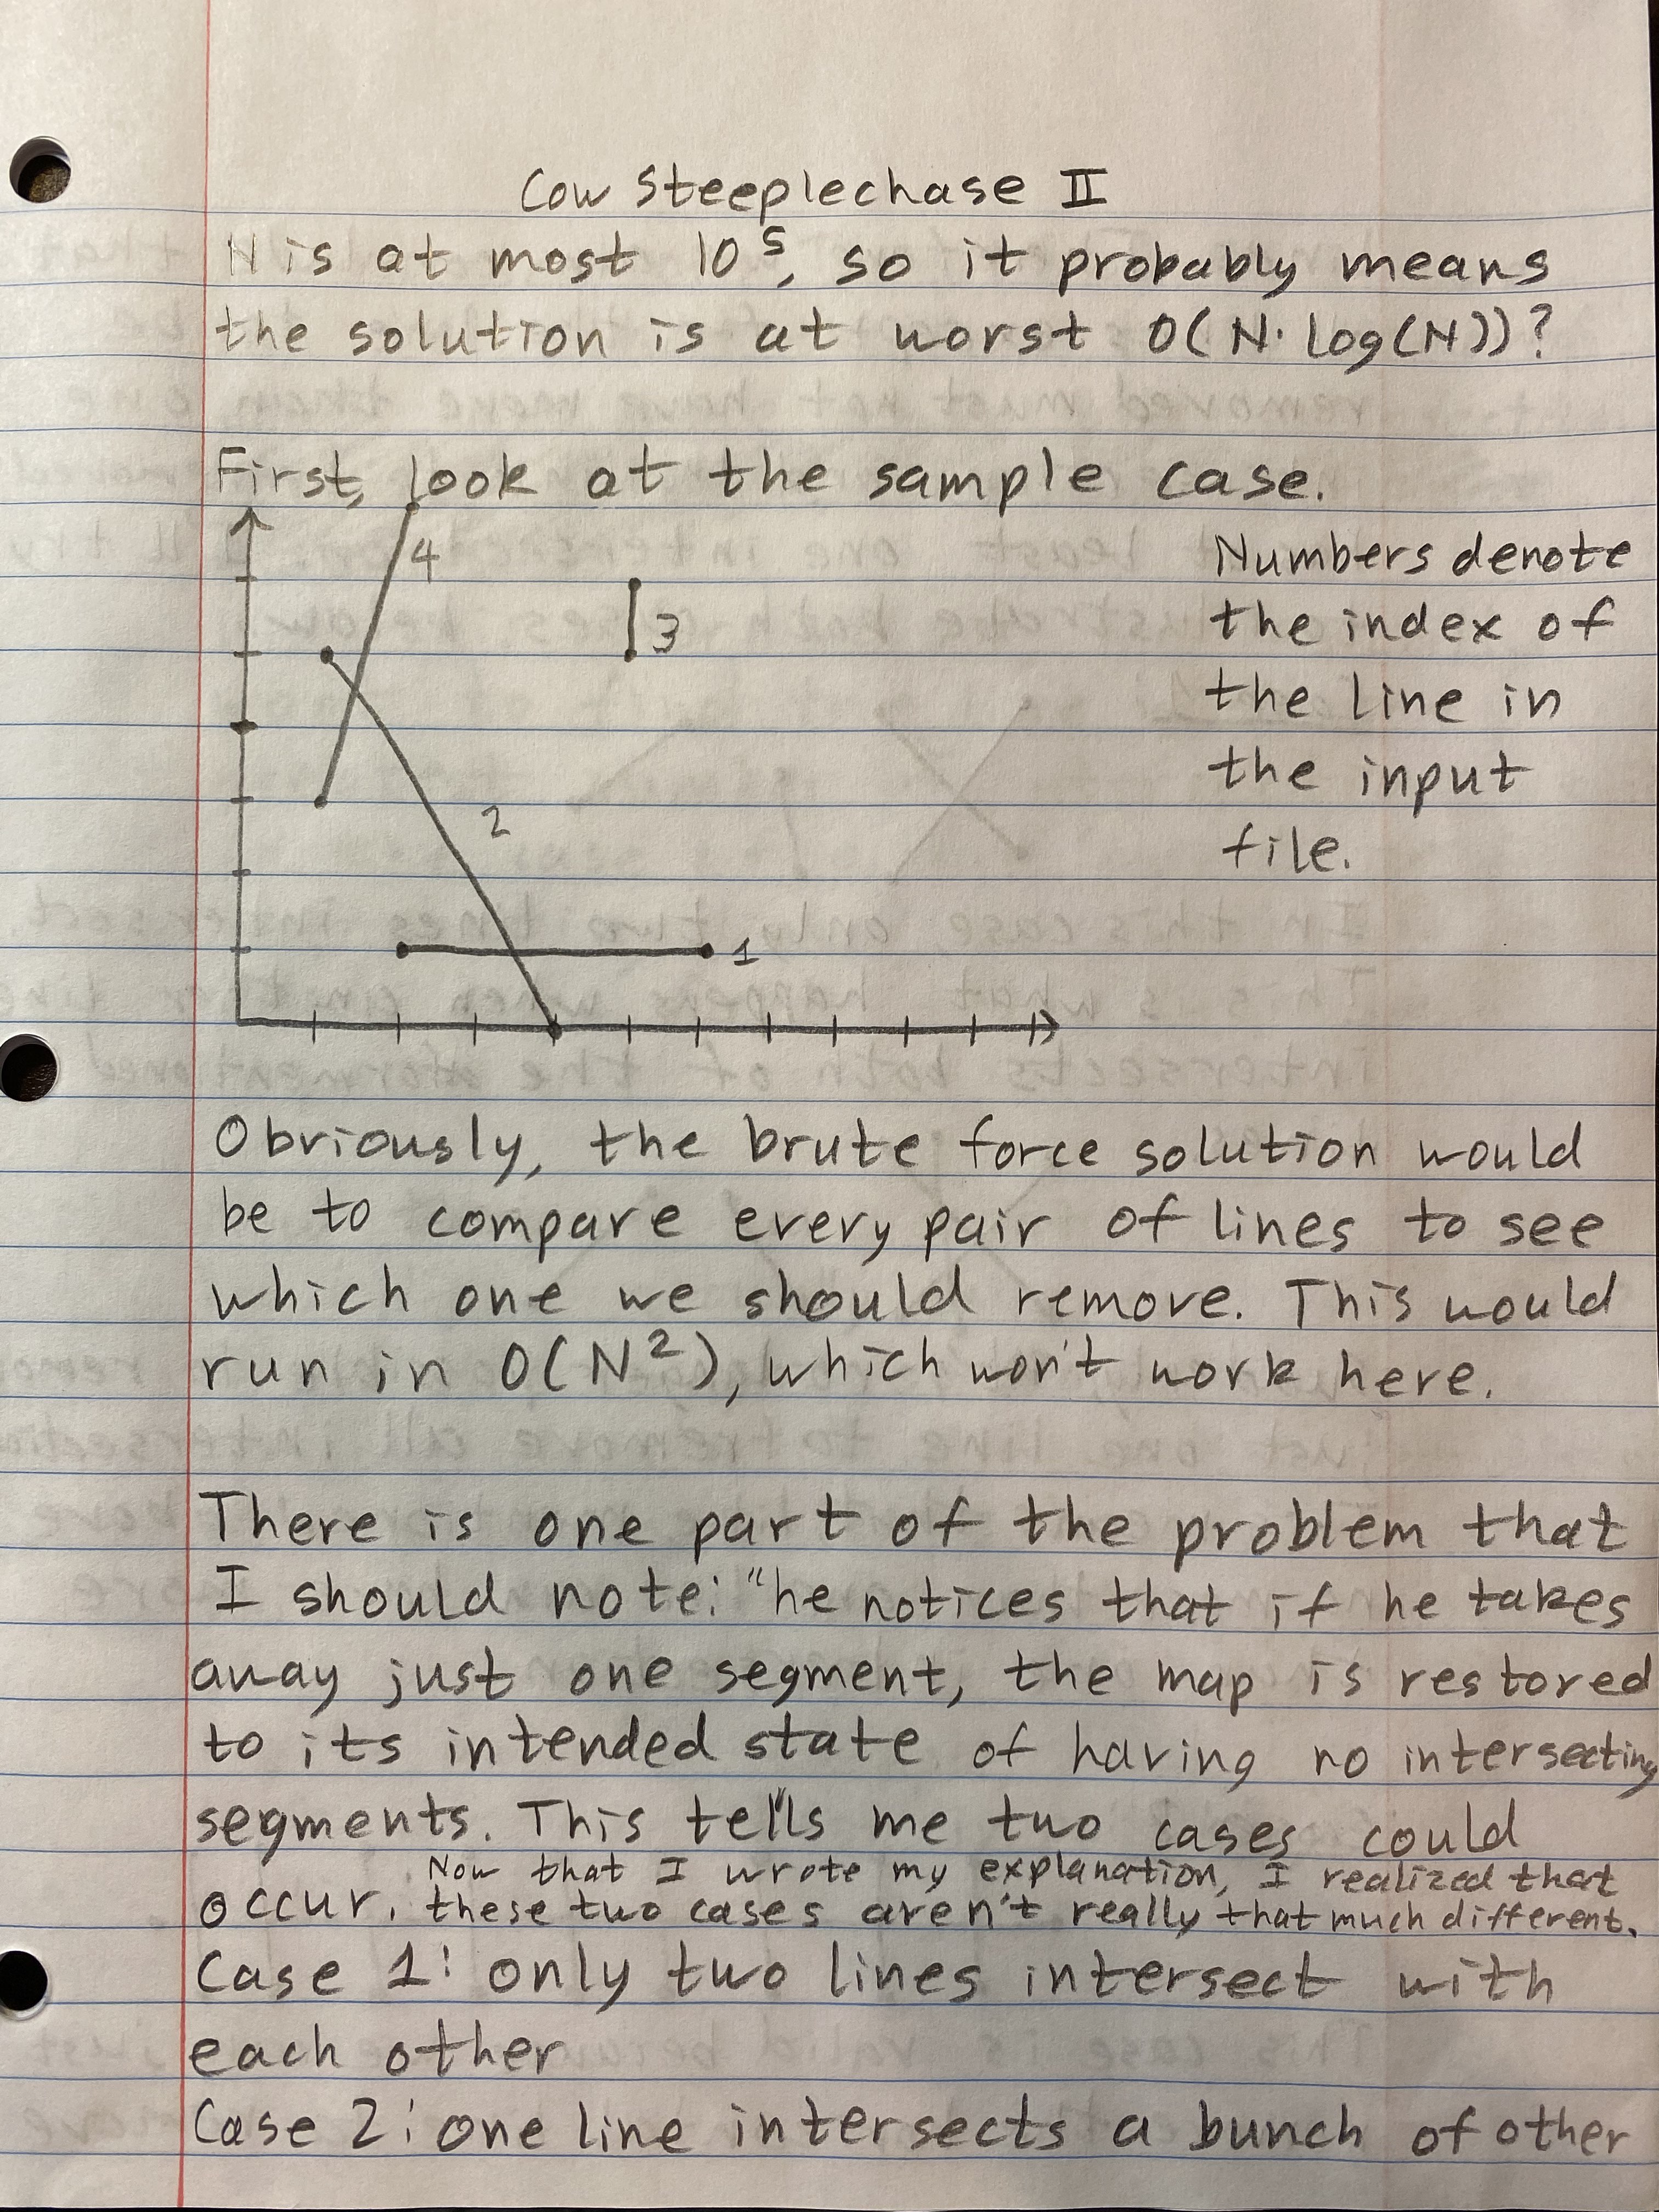 Cow Steeplechase II
N is at most 10⁵, so it probably means
the solution is at worst O(N·log(N))?
First, look at the sample case.
4
3
2
1
Numbers denote
the index of
the line in
the input
file.
Obviously, the brute force solution would
be to compare every pair of lines to see
which one we should remove. This would
run in O(N²), which won't work here.
There is one part of the problem that
I should note: "he notices that if he takes
away just one segment, the map is restored
to its intended state of having no intersecting
segments." This tells me two cases could
occur. Now that I wrote my explanation, I realized that
these two cases aren't really that much different.
Case 1: only two lines intersect with
each other
Case 2: one line intersects a bunch of other